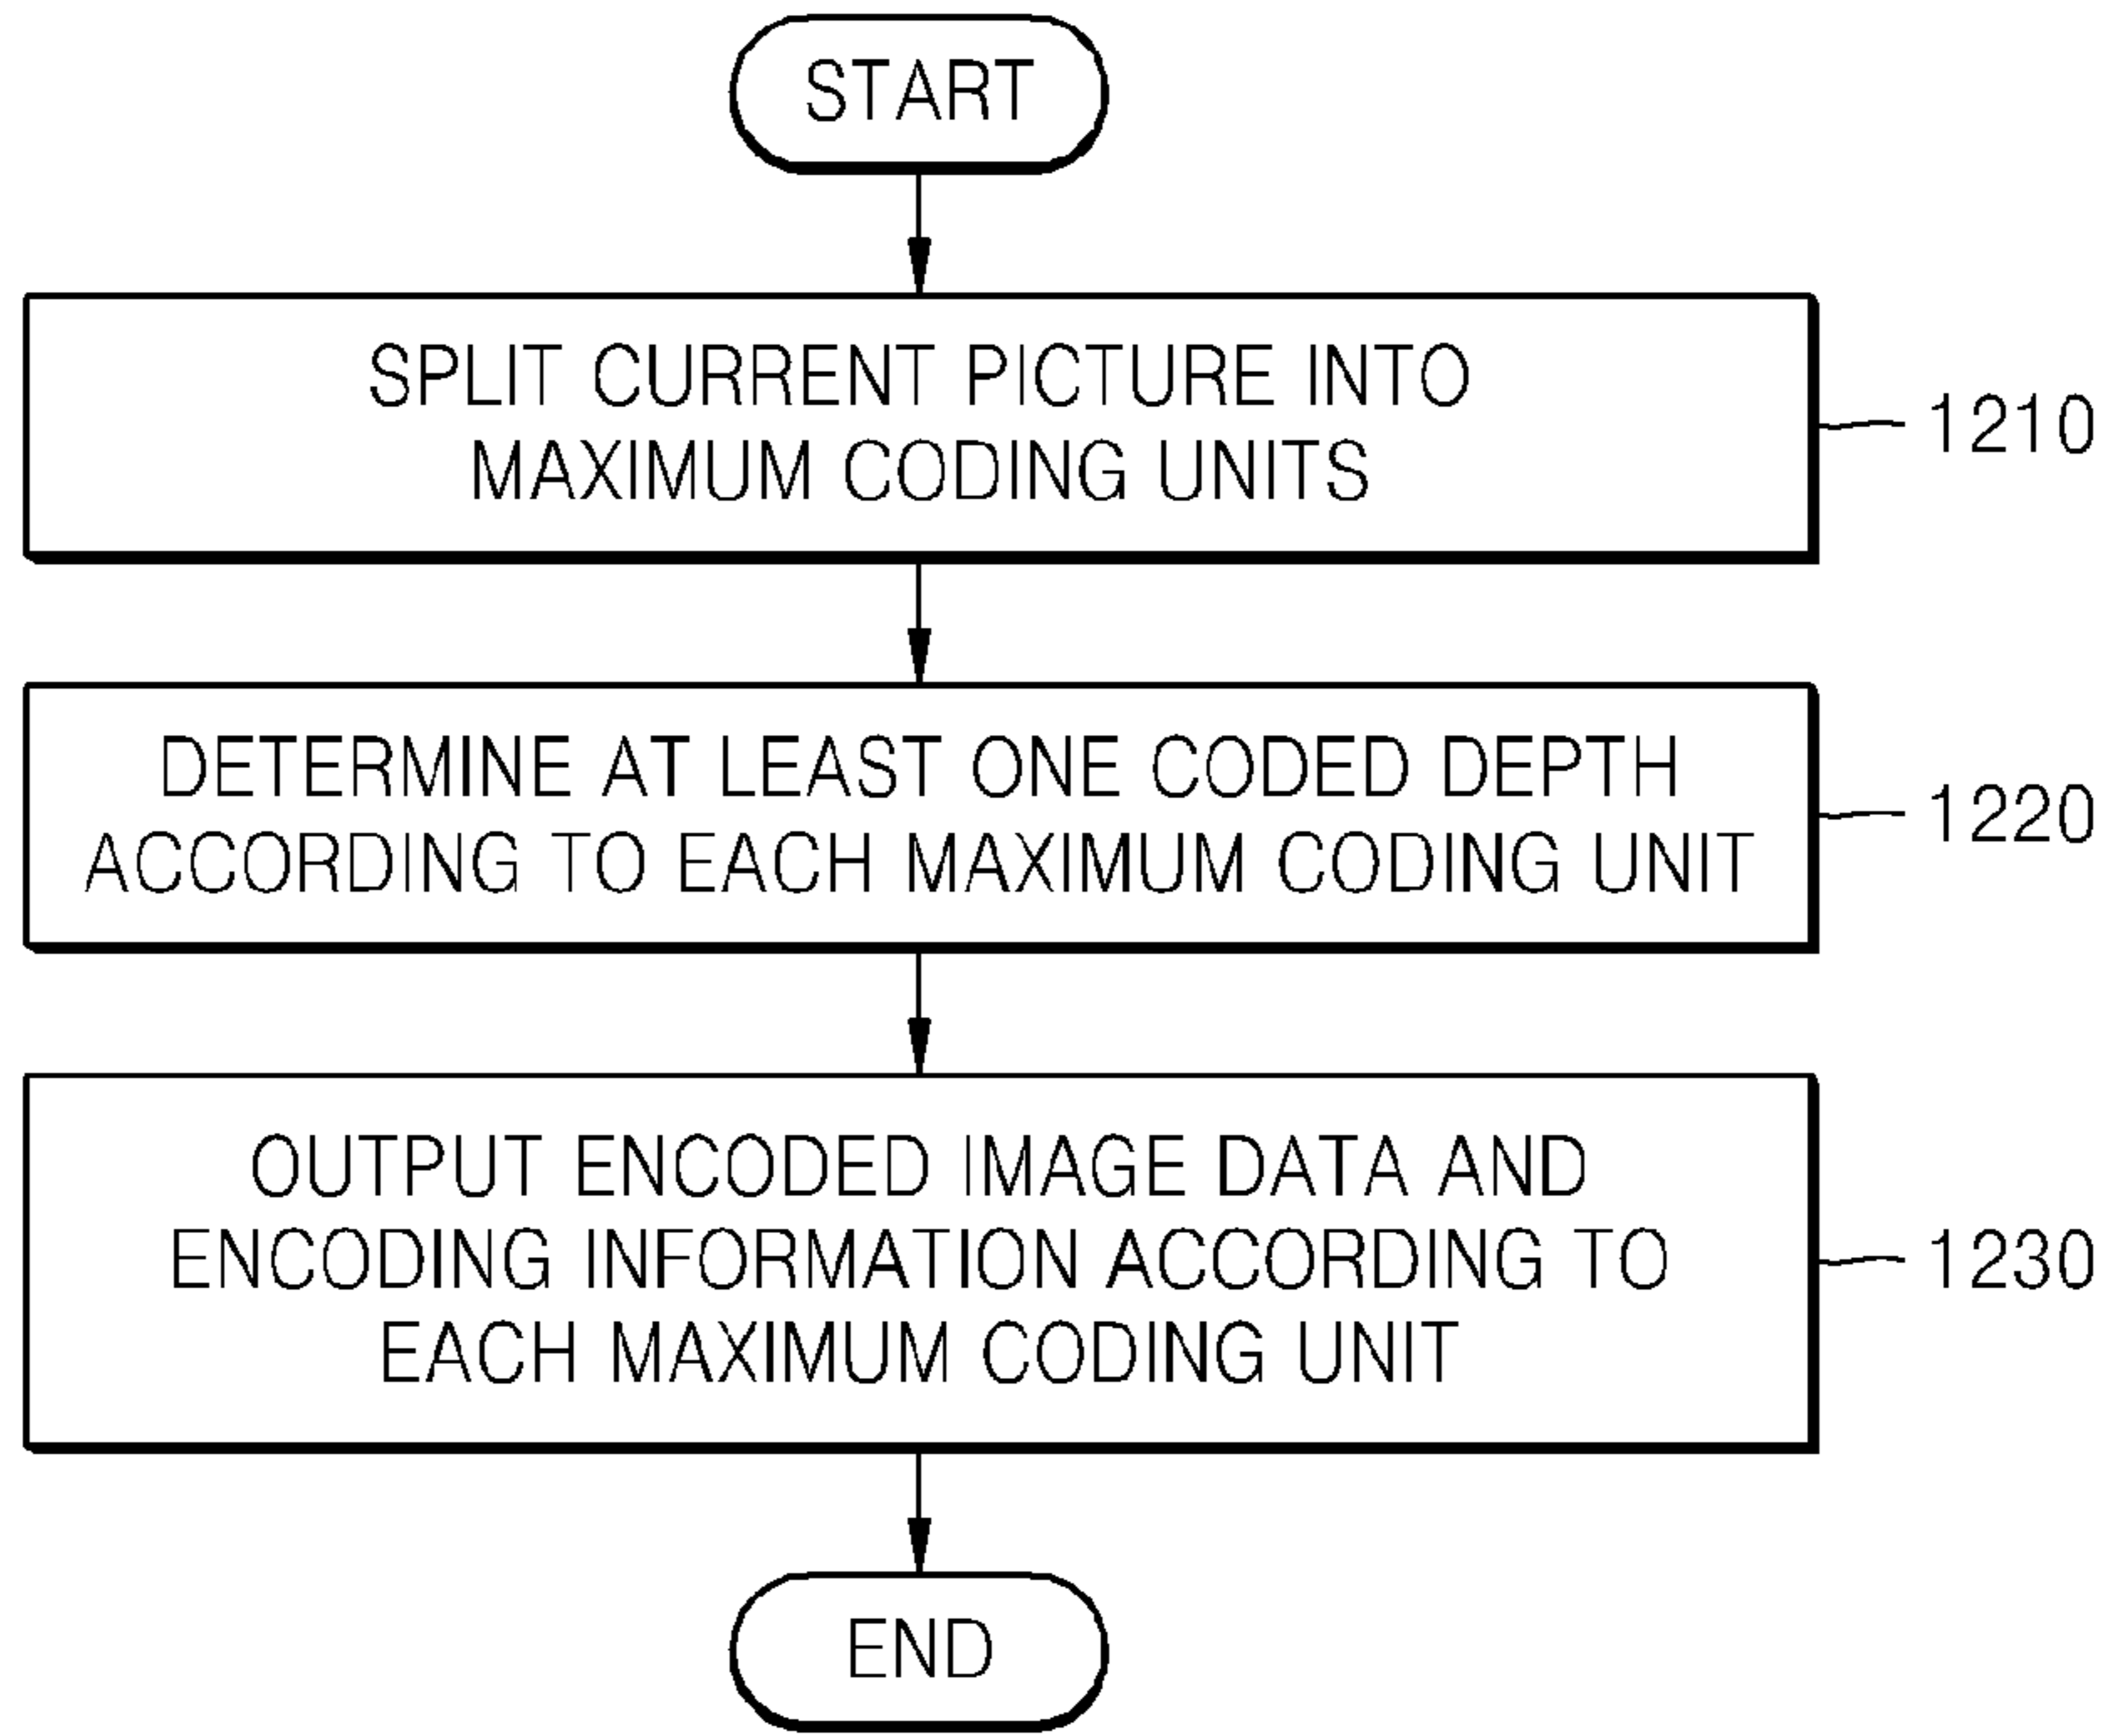 START
SPLIT CURRENT PICTURE INTO
MAXIMUM CODING UNITS
1210
DETERMINE AT LEAST ONE CODED DEPTH
ACCORDING TO EACH MAXIMUM CODING UNIT
1220
OUTPUT ENCODED IMAGE DATA AND
ENCODING INFORMATION ACCORDING TO
EACH MAXIMUM CODING UNIT
1230
END